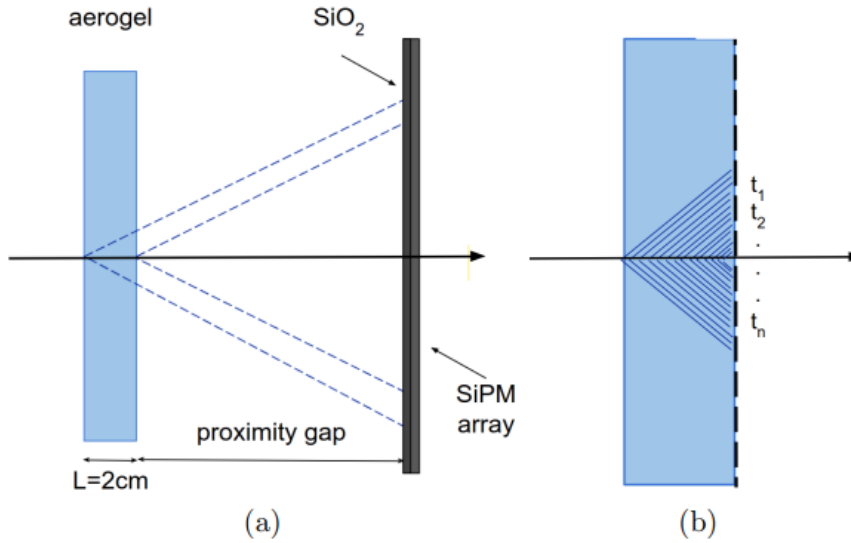 aerogel
SiO₂
t₁
t₂
.
.
.
tₙ
SiPM
array
proximity gap
L=2cm
(a)
(b)